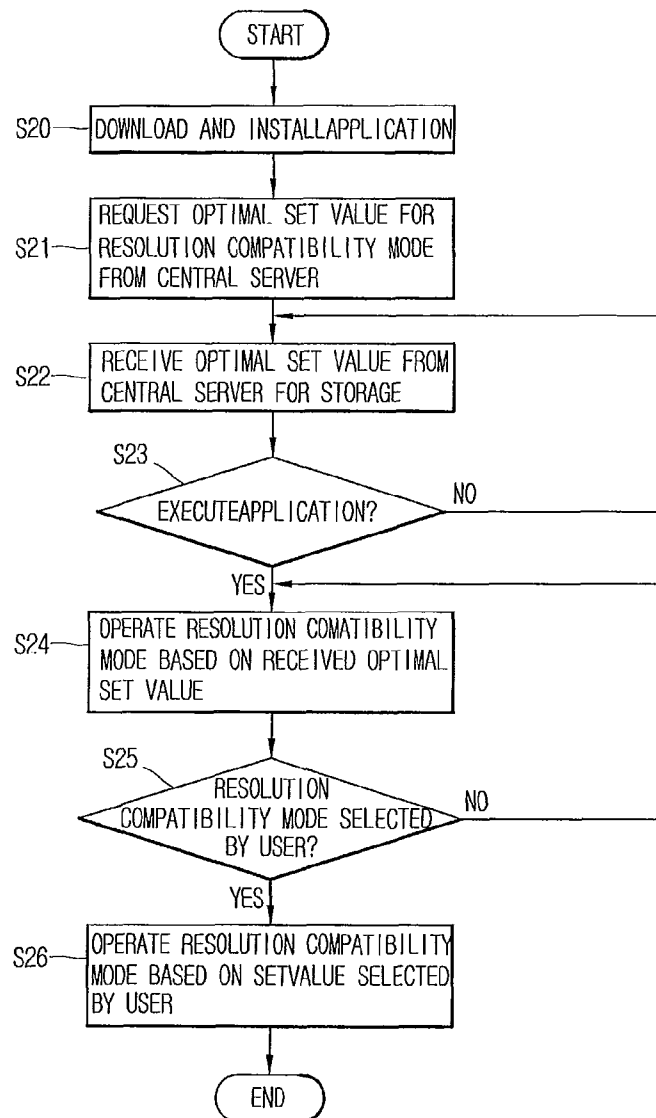 START
S20
DOWNLOAD AND INSTALLAPPLICATION
S21
REQUEST OPTIMAL SET VALUE FOR
RESOLUTION COMPATIBILITY MODE
FROM CENTRAL SERVER
S22
RECEIVE OPTIMAL SET VALUE FROM
CENTRAL SERVER FOR STORAGE
S23
EXECUTEAPPLICATION?
NO
YES
S24
OPERATE RESOLUTION COMATIBILITY
MODE BASED ON RECEIVED OPTIMAL
SET VALUE
S25
RESOLUTION
COMPATIBILITY MODE SELECTED
BY USER?
NO
YES
S26
OPERATE RESOLUTION COMPATIBILITY
MODE BASED ON SETVALUE SELECTED
BY USER
END